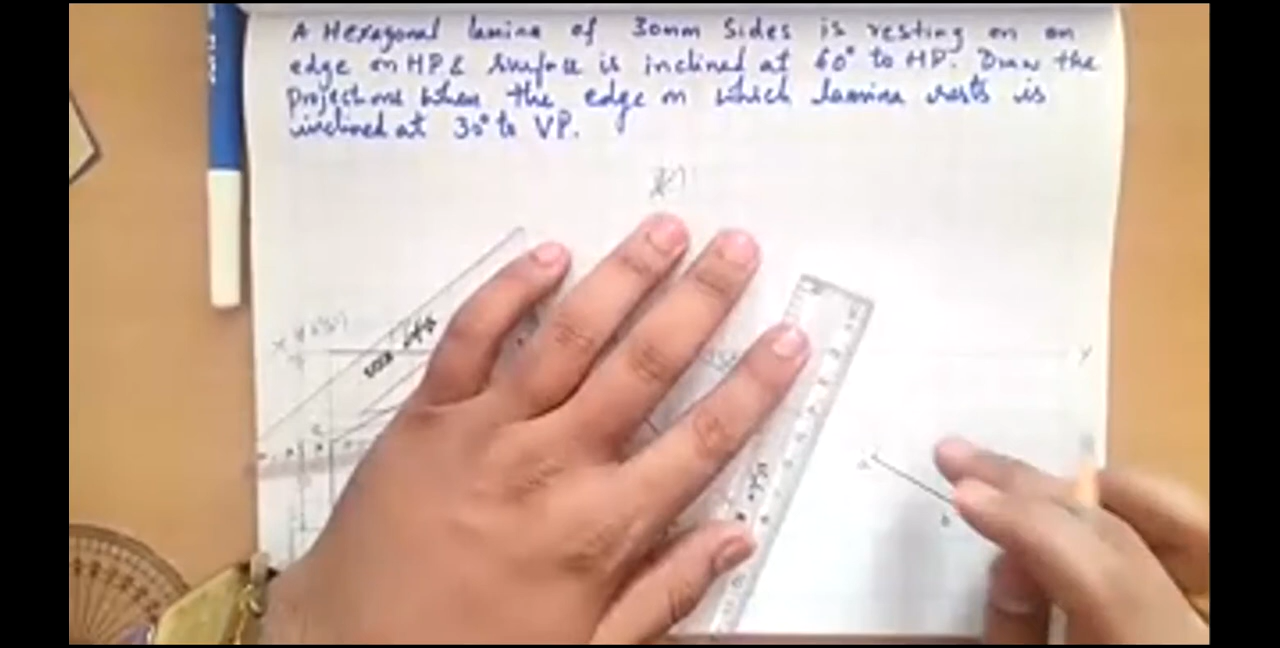 A Hexagonal lamina of 30mm Sides is resting on an
edge on HP & Surface is inclined at 60° to HP. Draw the
projections when the edge on which lamina rests is
inclined at 30° to VP.
X
Y
a
b